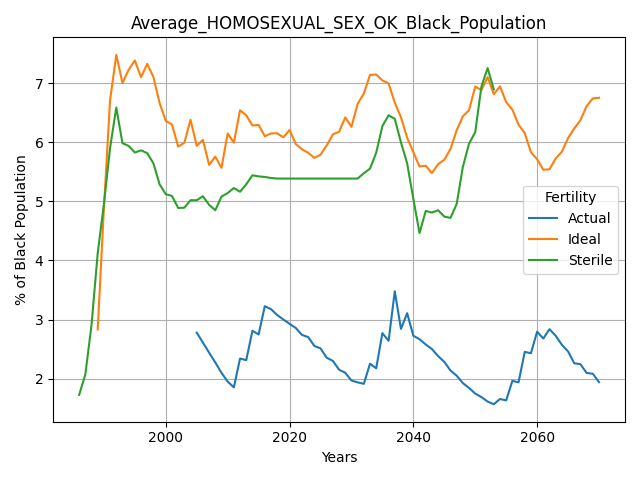 Average_HOMOSEXUAL_SEX_OK_Black_Population
% of Black Population
7
6
5
4
3
2
Fertility
Actual
Ideal
Sterile
2000 2020 2040 2060
Years